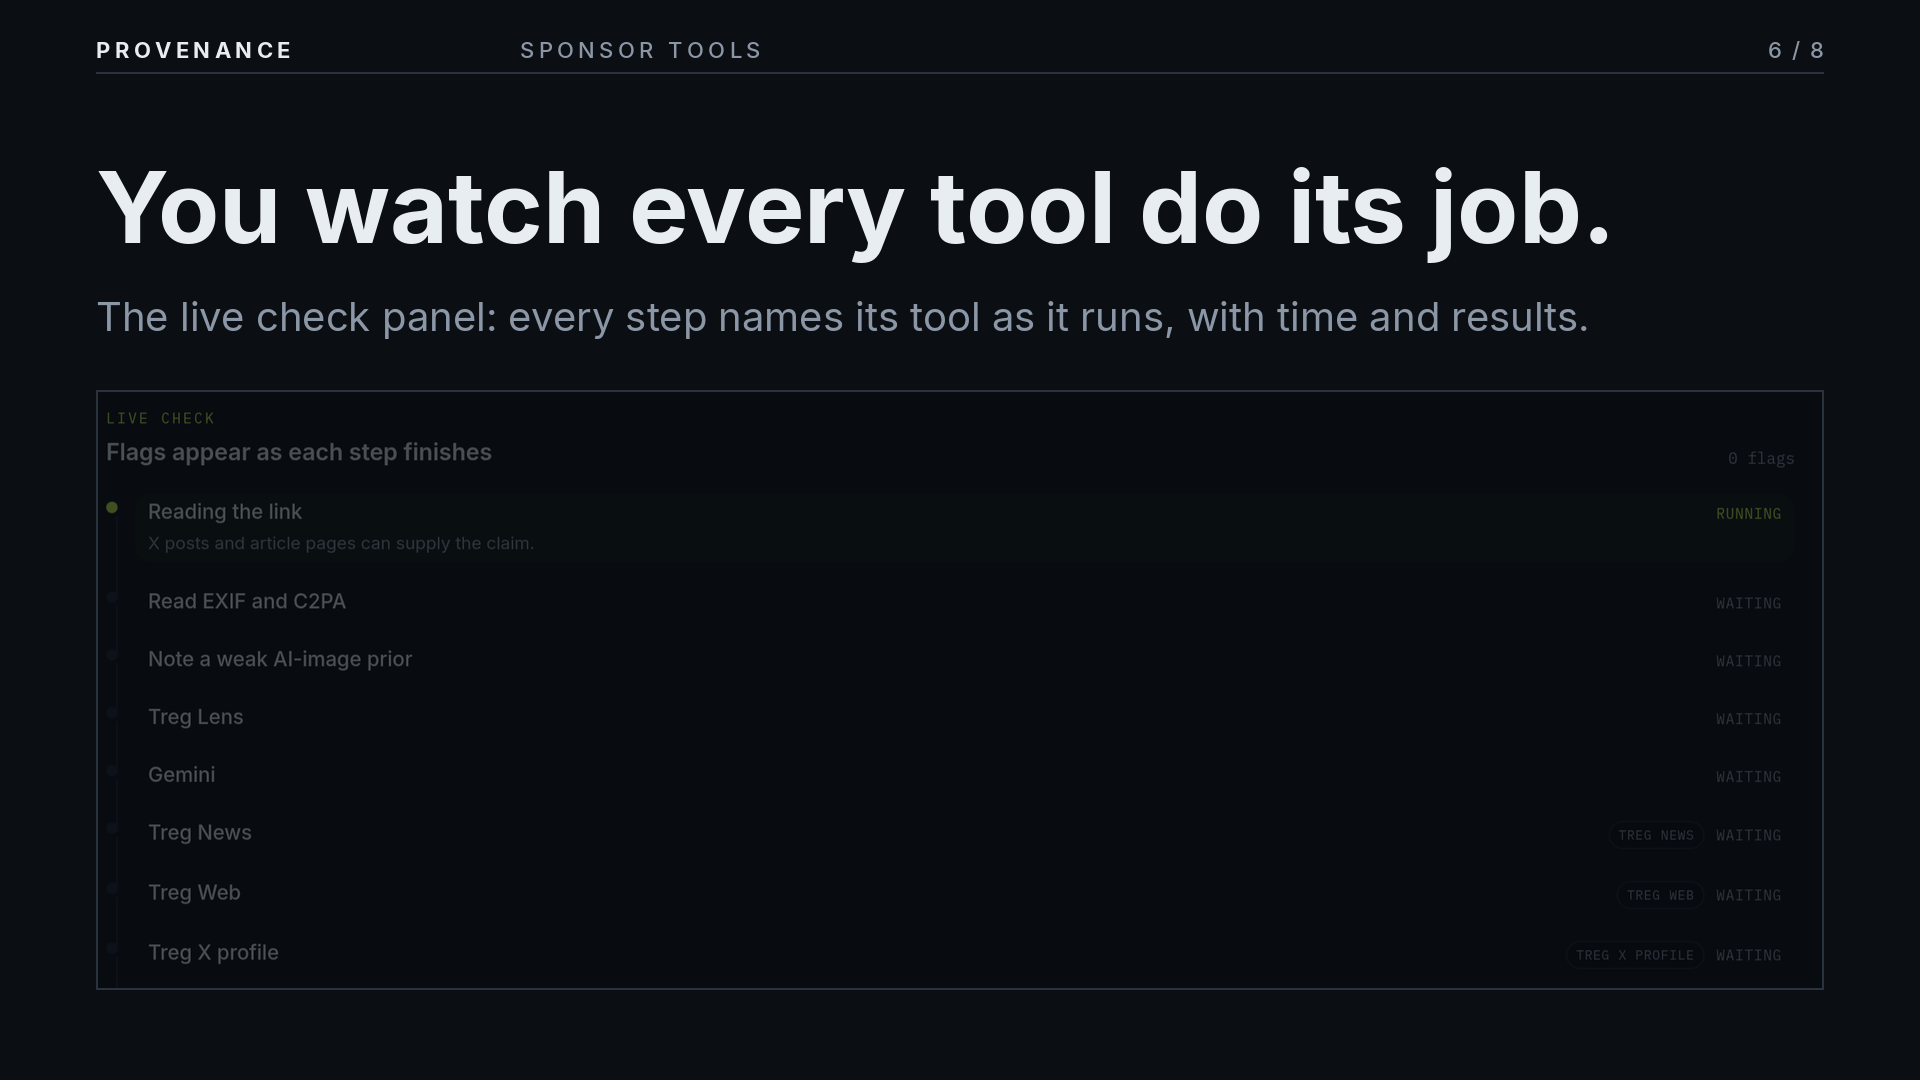 PROVENANCE
SPONSOR TOOLS
6 / 8
You watch every tool do its job.
The live check panel: every step names its tool as it runs, with time and results.
LIVE CHECK
Flags appear as each step finishes
0 flags
Reading the link
RUNNING
X posts and article pages can supply the claim.
Read EXIF and C2PA
WAITING
Note a weak AI-image prior
WAITING
Treg Lens
WAITING
Gemini
WAITING
Treg News
TREG NEWS
WAITING
Treg Web
TREG WEB
WAITING
Treg X profile
TREG X PROFILE
WAITING